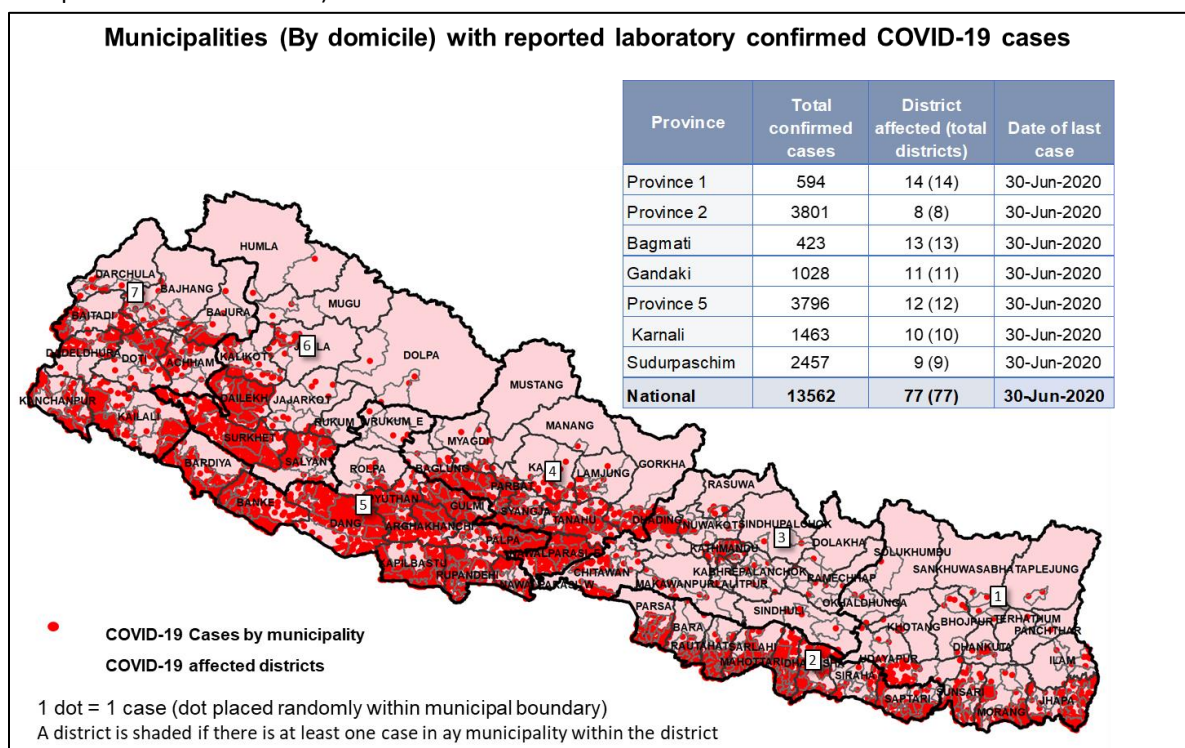 Municipalities (By domicile) with reported laboratory confirmed COVID-19 cases
Province | Total confirmed cases | District affected (total districts) | Date of last case
Province 1 | 594 | 14 (14) | 30-Jun-2020
Province 2 | 3801 | 8 (8) | 30-Jun-2020
Bagmati | 423 | 13 (13) | 30-Jun-2020
Gandaki | 1028 | 11 (11) | 30-Jun-2020
Province 5 | 3796 | 12 (12) | 30-Jun-2020
Karnali | 1463 | 10 (10) | 30-Jun-2020
Sudurpaschim | 2457 | 9 (9) | 30-Jun-2020
National | 13562 | 77 (77) | 30-Jun-2020
HUMLA
DARCHULA
7
BAJHANG
MUGU
BAITADI
BAJURA
6
DOLPA
DOTI
ACHHAM
KALIKOT
MUSTANG
KANCHANPUR
DAILEKH
JAJARKOT
KAILALI
RUKUM_E
MANANG
SURKHET
MYAGDI
GORKHA
BARDIYA
SALYAN
ROLPA
BAGLUNG
4
LAMJUNG
RASUWA
BANKE
5
PARBAT
GULMI
SYANGJA
TANAHU
DHADING
NUWAKOT
SINDHUPALCHOK
3
DANG
PALPA
KATHMANDU
DOLAKHA
SOLUKHUMBU
RUPANDEHI
CHITAWAN
KABHREPALANCHOK
SANKHUWASABHA
TAPLEJUNG
MAKAWANPUR
LALITPUR
RAMECHHAP
1
PARSA
SINDHULI
OKHALDHUNGA
BHOJPUR
TERHATHUM
BARA
KHOTANG
PANCHTHAR
RAUTAHAT
SARLAHI
DHANKUTA
MAHOTTARI
2
UDAYAPUR
ILAM
SIRAHA
SAPTARI
SUNSARI
MORANG
JHAPA
COVID-19 Cases by municipality
COVID-19 affected districts
1 dot = 1 case (dot placed randomly within municipal boundary)
A district is shaded if there is at least one case in ay municipality within the district